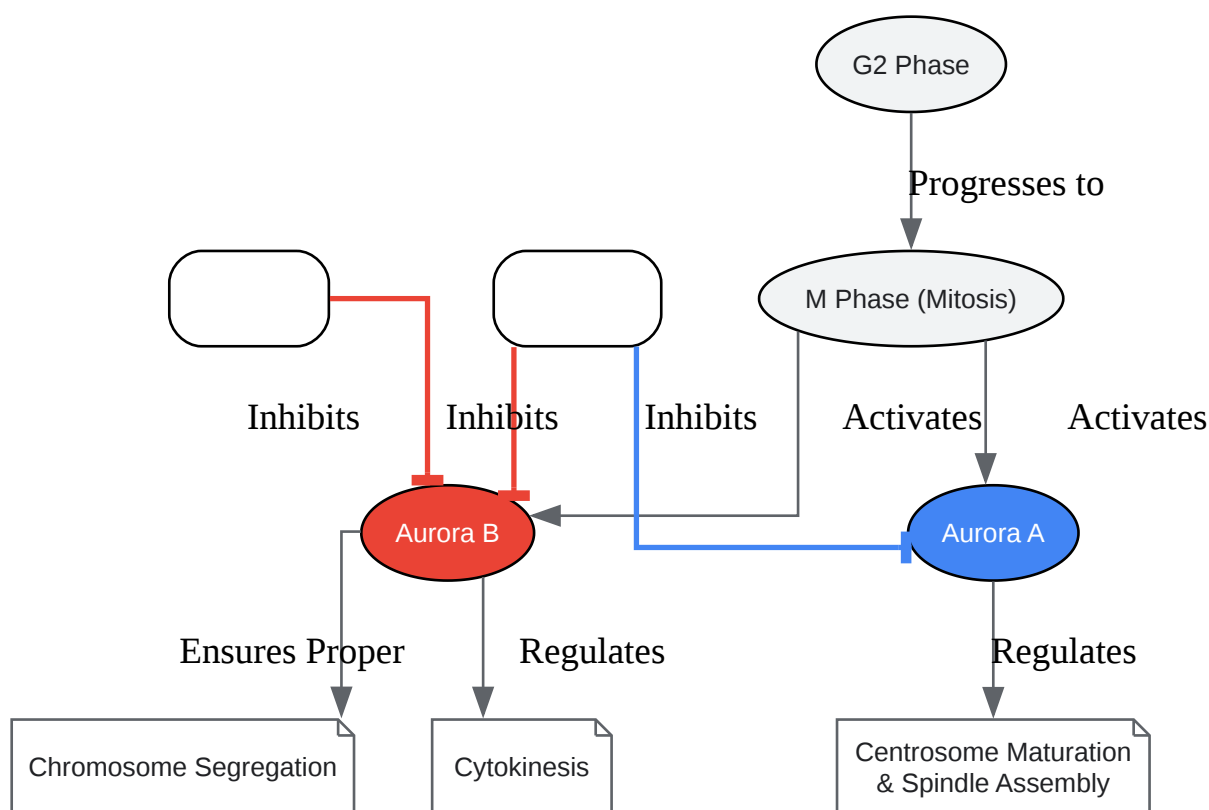 G2 Phase
Progresses to
M Phase (Mitosis)
Inhibits
Inhibits
Inhibits
Activates
Activates
Aurora B
Aurora A
Ensures Proper
Regulates
Regulates
Chromosome Segregation
Cytokinesis
Centrosome Maturation
& Spindle Assembly